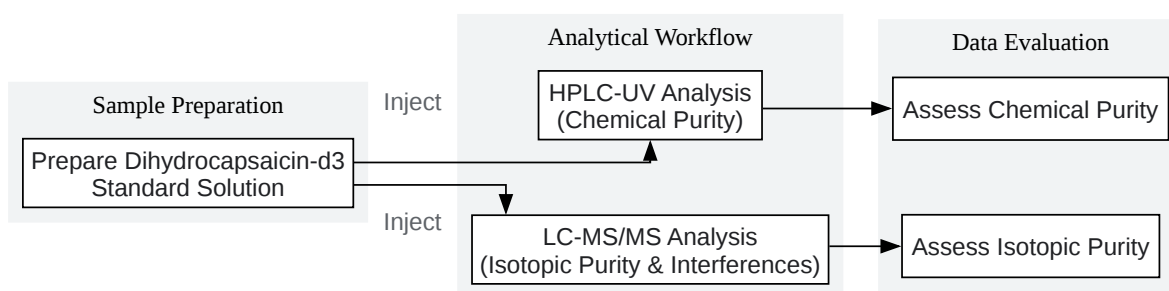 Sample Preparation
Prepare Dihydrocapsaicin-d3
Standard Solution
Inject
Inject
Analytical Workflow
HPLC-UV Analysis
(Chemical Purity)
LC-MS/MS Analysis
(Isotopic Purity & Interferences)
Data Evaluation
Assess Chemical Purity
Assess Isotopic Purity